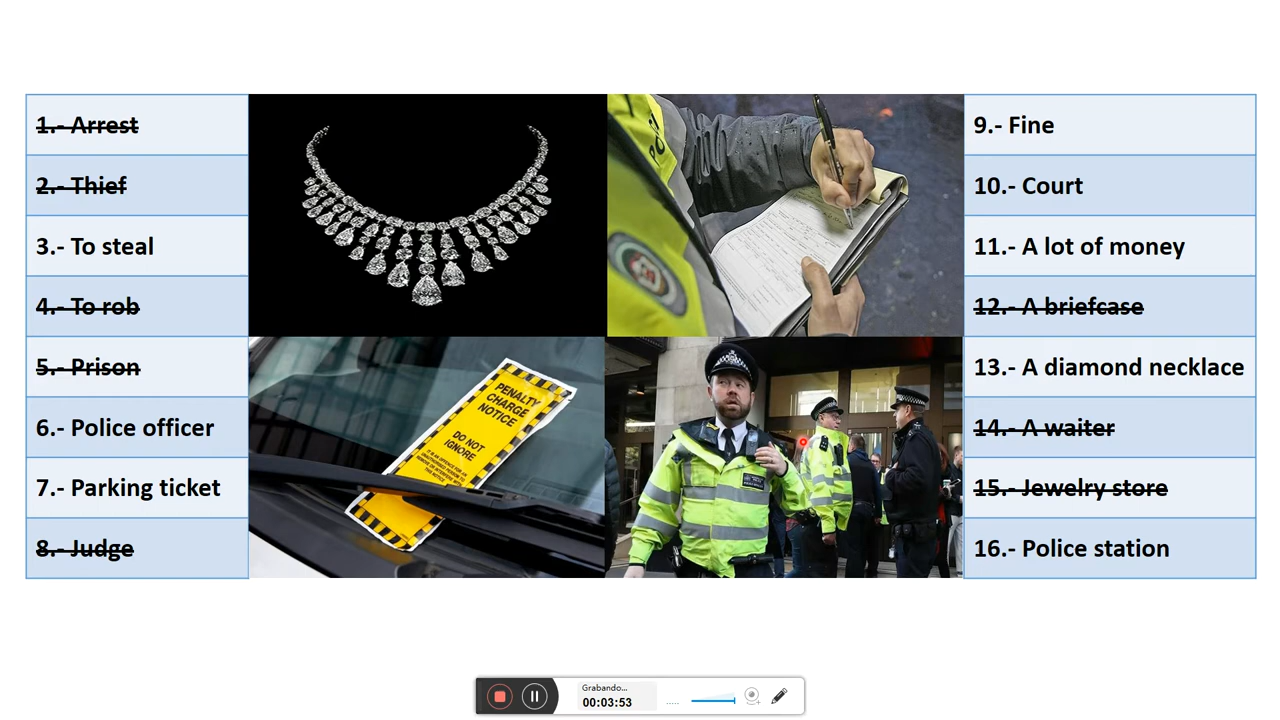 1.- Arrest
2.- Thief
3.- To steal
4.- To rob
5.- Prison
6.- Police officer
7.- Parking ticket
8.- Judge
PENALTY
CHARGE
NOTICE
DO NOT
IGNORE
9.- Fine
10.- Court
11.- A lot of money
12.- A briefcase
13.- A diamond necklace
14.- A waiter
15.- Jewelry store
16.- Police station
Grabando...
00:03:53